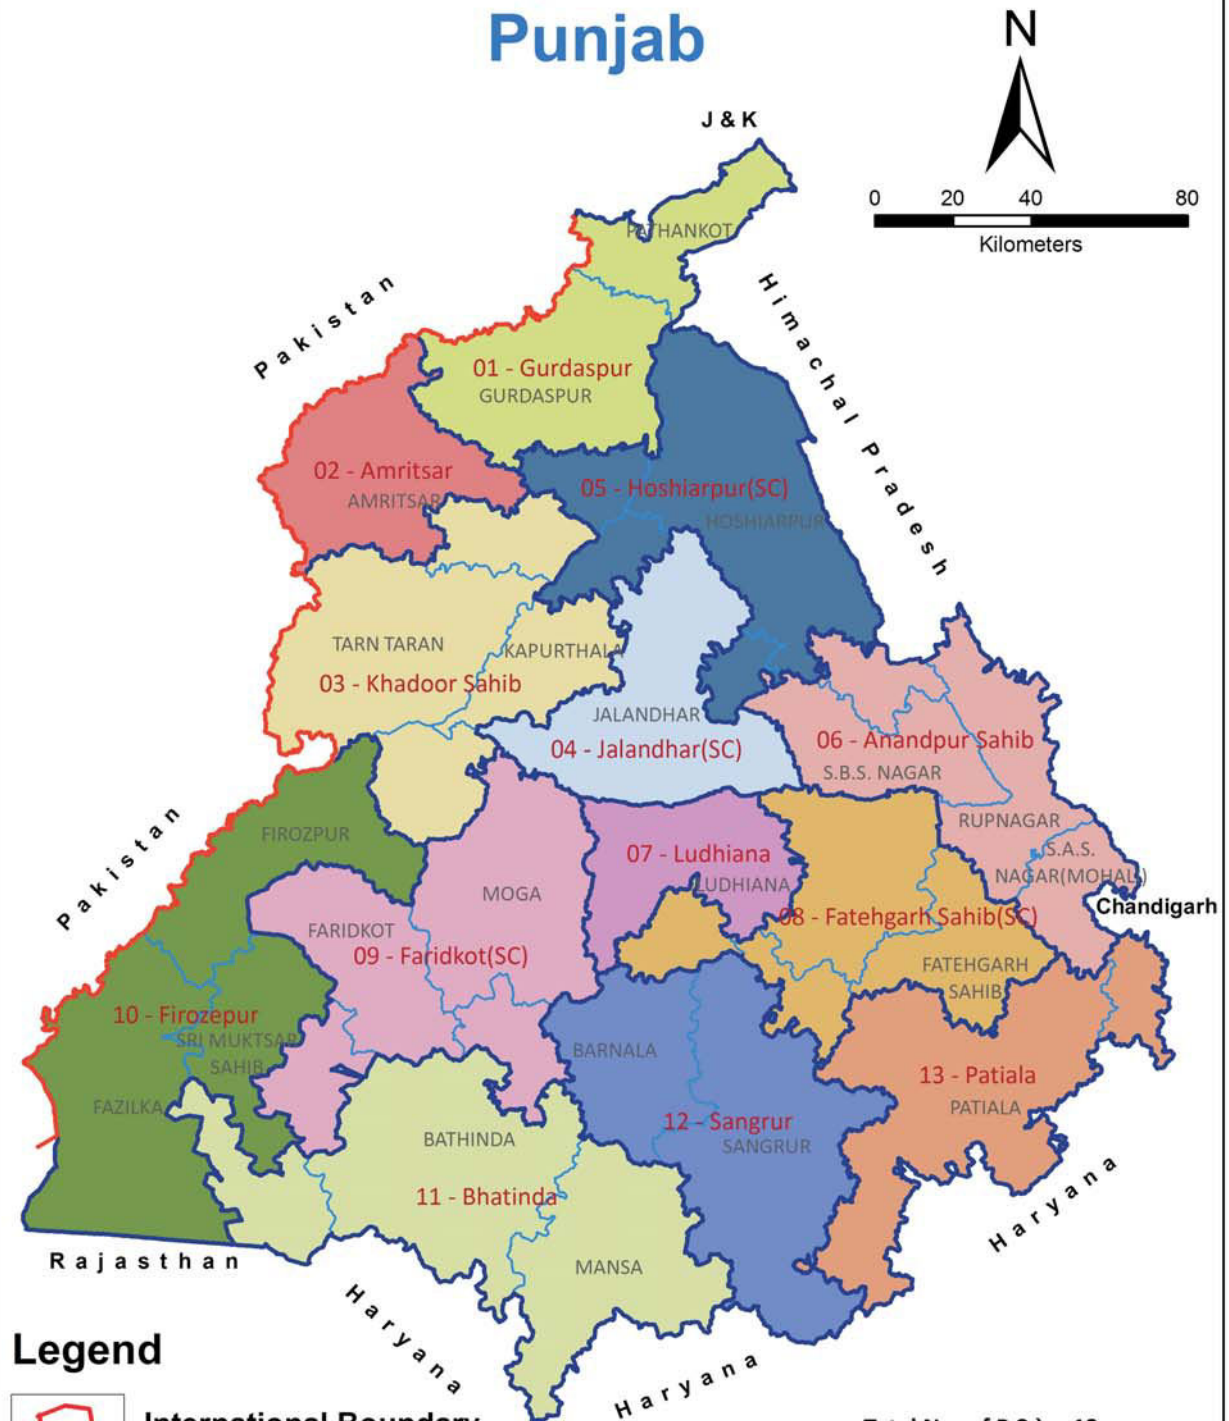 Punjab
N
J & K
0 20 40 80
Kilometers
PATHANKOT
Pakistan
Himachal Pradesh
01 - Gurdaspur
GURDASPUR
02 - Amritsar
AMRITSAR
05 - Hoshiarpur(SC)
HOSHIARPUR
TARN TARAN
KAPURTHALA
03 - Khadoor Sahib
JALANDHAR
04 - Jalandhar(SC)
06 - Anandpur Sahib
S.B.S. NAGAR
RUPNAGAR
S.A.S.
NAGAR(MOHALI)
Chandigarh
Pakistan
FIROZPUR
07 - Ludhiana
LUDHIANA
MOGA
08 - Fatehgarh Sahib(SC)
FARIDKOT
09 - Faridkot(SC)
FATEHGARH
SAHIB
10 - Firozepur
SRI MUKTSAR
SAHIB
BARNALA
13 - Patiala
PATIALA
FAZILKA
12 - Sangrur
SANGRUR
BATHINDA
11 - Bhatinda
MANSA
Rajasthan
Haryana
Haryana
Haryana
Legend
International Boundary